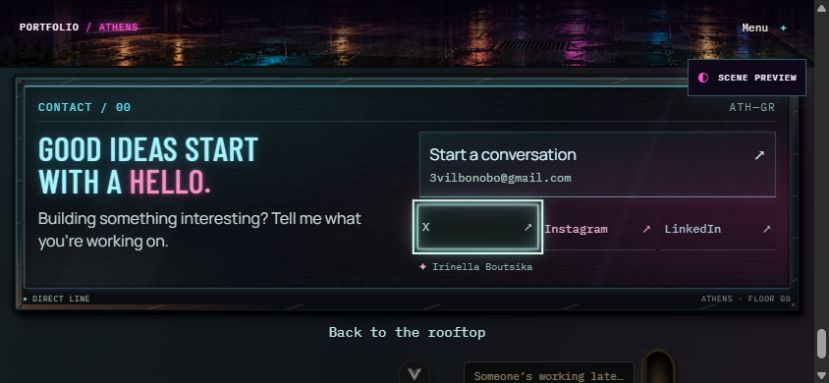 PORTFOLIO / ATHENS
Menu
SCENE PREVIEW
CONTACT / 00
ATH—GR
GOOD IDEAS START
WITH A HELLO.
Building something interesting? Tell me what
you're working on.
Start a conversation ↗
3vilbonobo@gmail.com
X ↗
Instagram ↗
LinkedIn ↗
Irinella Boutsika
DIRECT LINE
ATHENS · FLOOR 00
Back to the rooftop
Someone's working late…